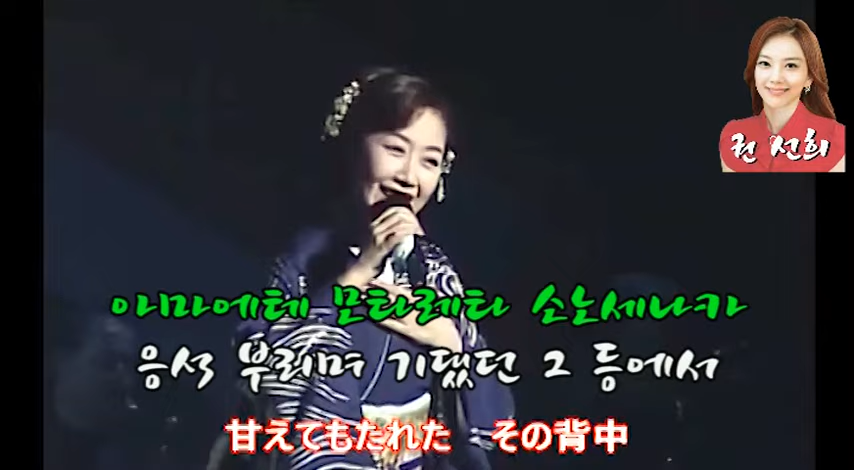 권 선희
아마에테 모타레타 소노세나카
응석 부리며 기댔던 그 등에서
甘えてもたれた その背中